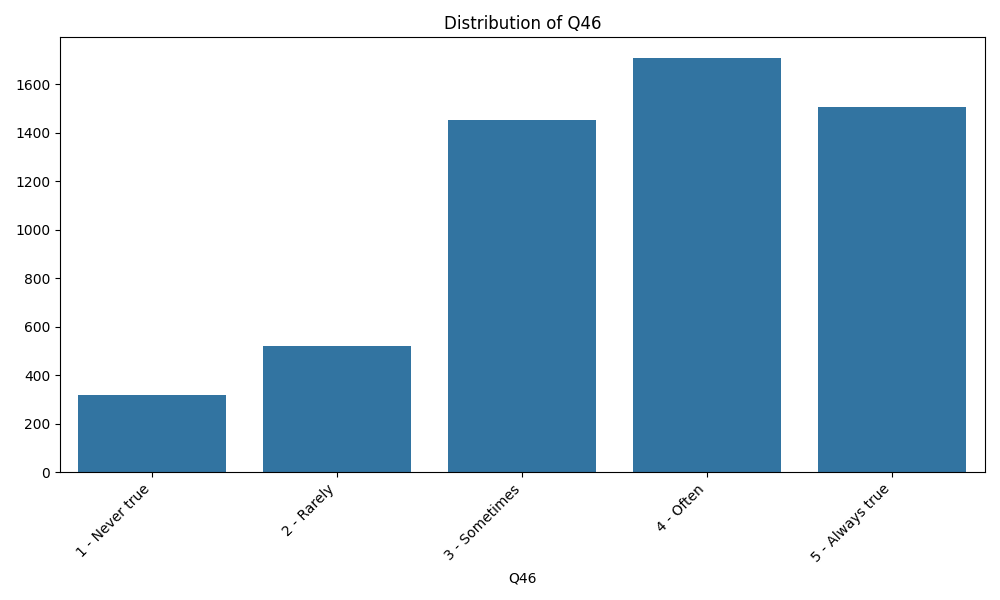 Distribution of Q46
1600
1400
1200
1000
800
600
400
200
0
1 - Never true
2 - Rarely
3 - Sometimes
4 - Often
5 - Always true
Q46